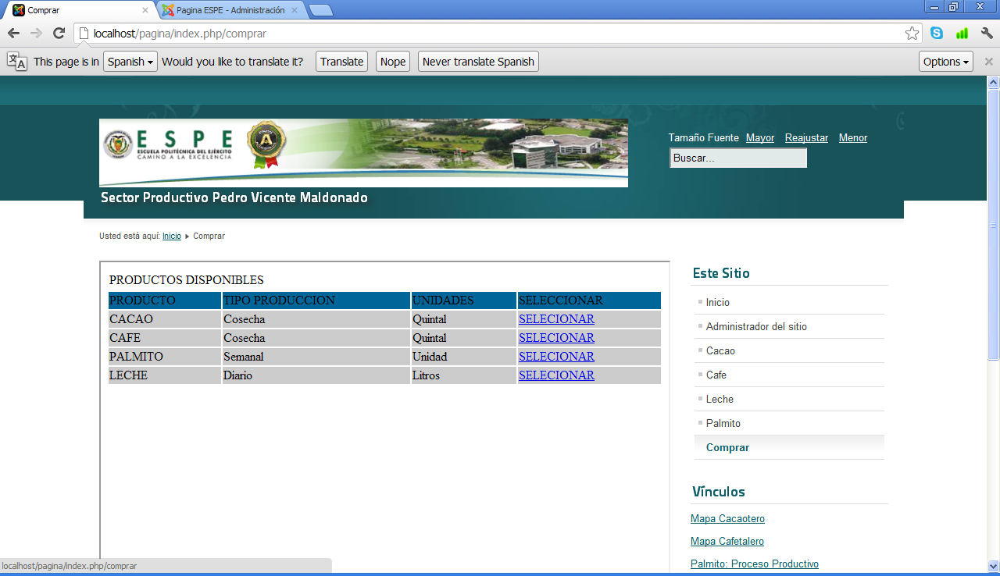 Comprar
Pagina ESPE - Administración
localhost/pagina/index.php/comprar
This page is in Spanish Would you like to translate it? Translate Nope Never translate Spanish Options
E S P E
ESCUELA POLITÉCNICA DEL EJÉRCITO
CAMINO A LA EXCELENCIA
A
Tamaño Fuente Mayor Reajustar Menor
Buscar...
Sector Productivo Pedro Vicente Maldonado
Usted está aquí: Inicio Comprar
PRODUCTOS DISPONIBLES
PRODUCTO TIPO PRODUCCION UNIDADES SELECCIONAR
CACAO Cosecha Quintal SELECIONAR
CAFE Cosecha Quintal SELECIONAR
PALMITO Semanal Unidad SELECIONAR
LECHE Diario Litros SELECIONAR
Este Sitio
Inicio
Administrador del sitio
Cacao
Cafe
Leche
Palmito
Comprar
Vínculos
Mapa Cacaotero
Mapa Cafetalero
Palmito: Proceso Productivo
localhost/pagina/index.php/comprar